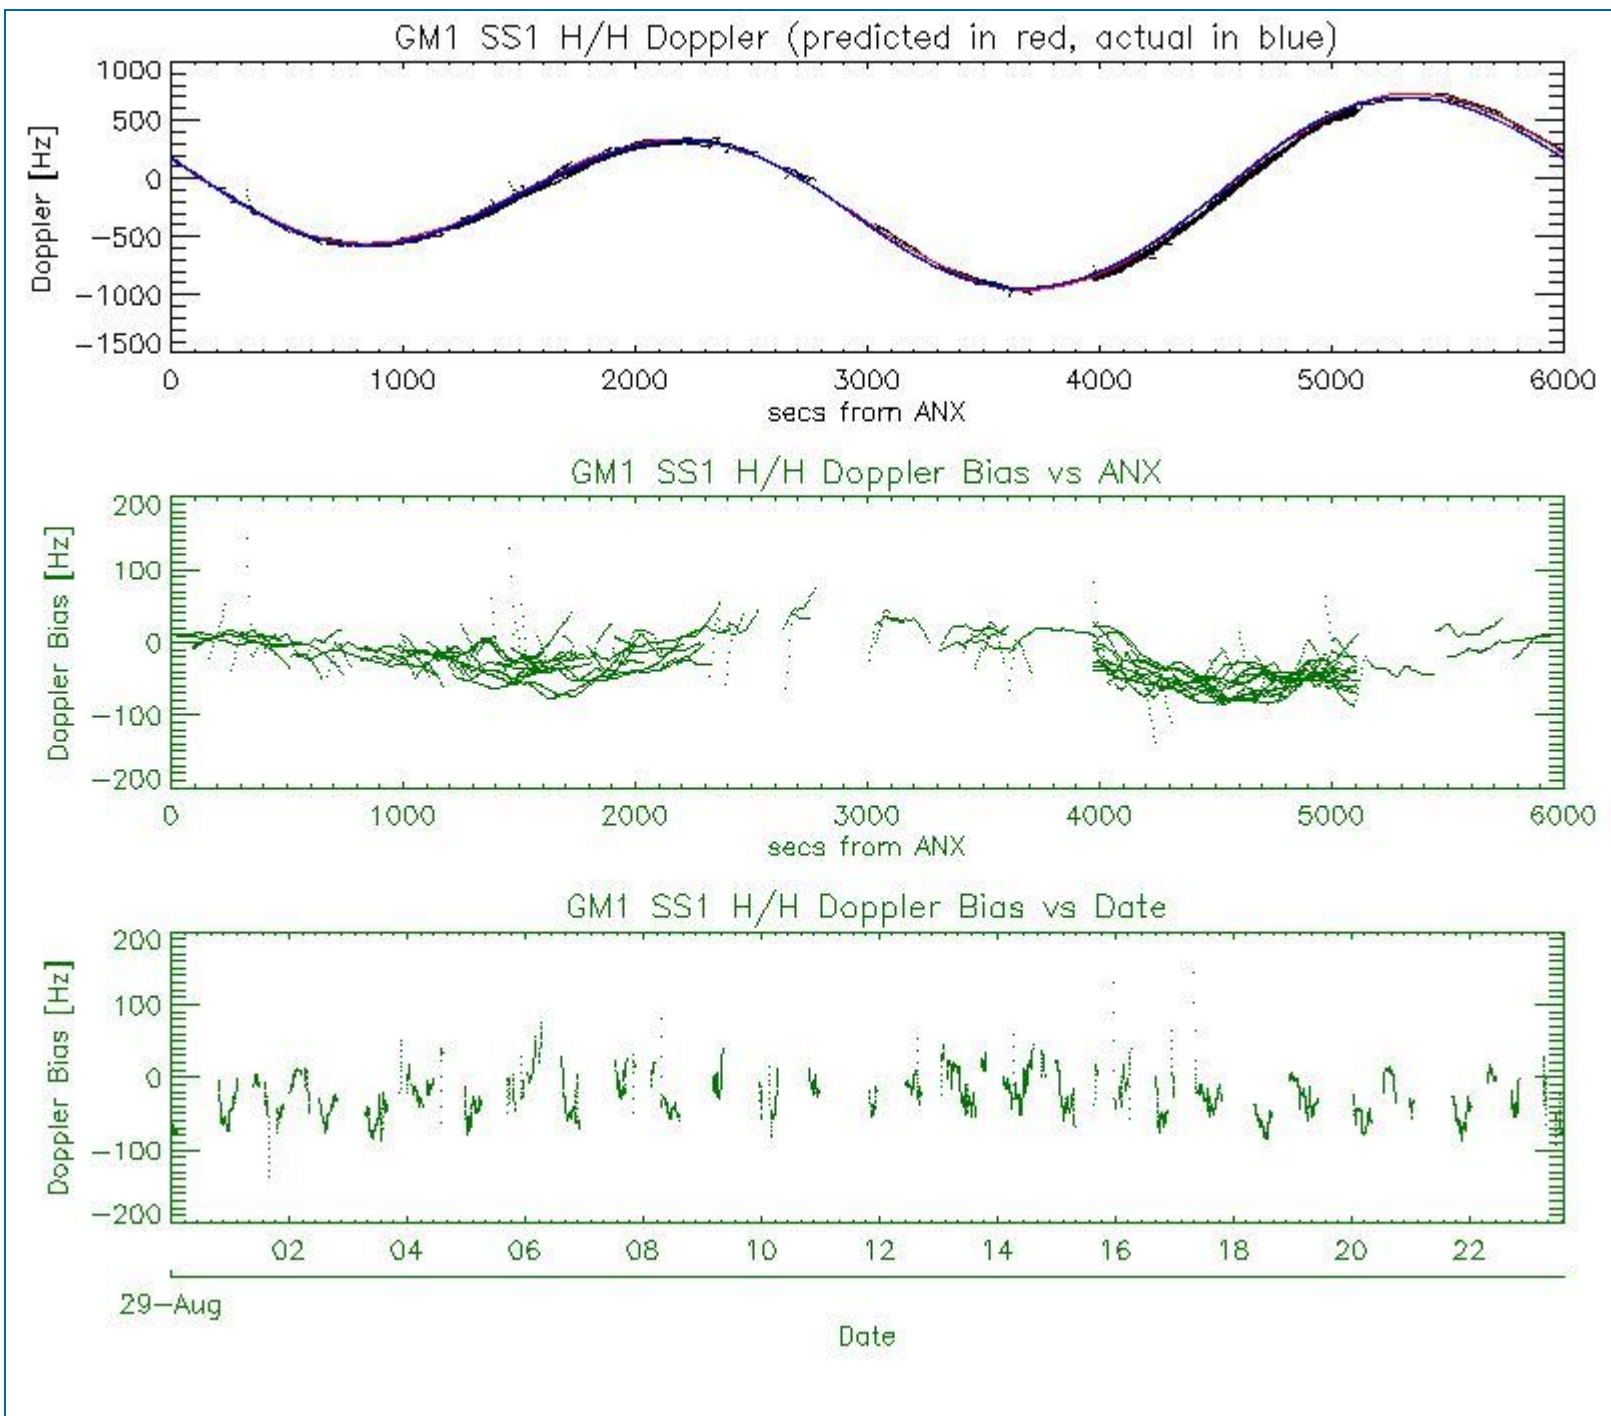 GM1 SS1 H/H Doppler (predicted in red, actual in blue)
1000
500
0
−500
−1000
−1500
Doppler [Hz]
0 1000 2000 3000 4000 5000 6000
secs from ANX
GM1 SS1 H/H Doppler Bias vs ANX
200
100
0
−100
−200
Doppler Bias [Hz]
0 1000 2000 3000 4000 5000 6000
secs from ANX
GM1 SS1 H/H Doppler Bias vs Date
200
100
0
−100
−200
Doppler Bias [Hz]
02 04 06 08 10 12 14 16 18 20 22
29−Aug
Date